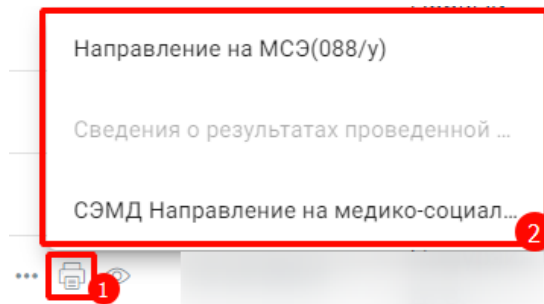 Направление на МСЭ(088/у)
Сведения о результатах проведенной ...
СЭМД Направление на медико-социал...
2
1